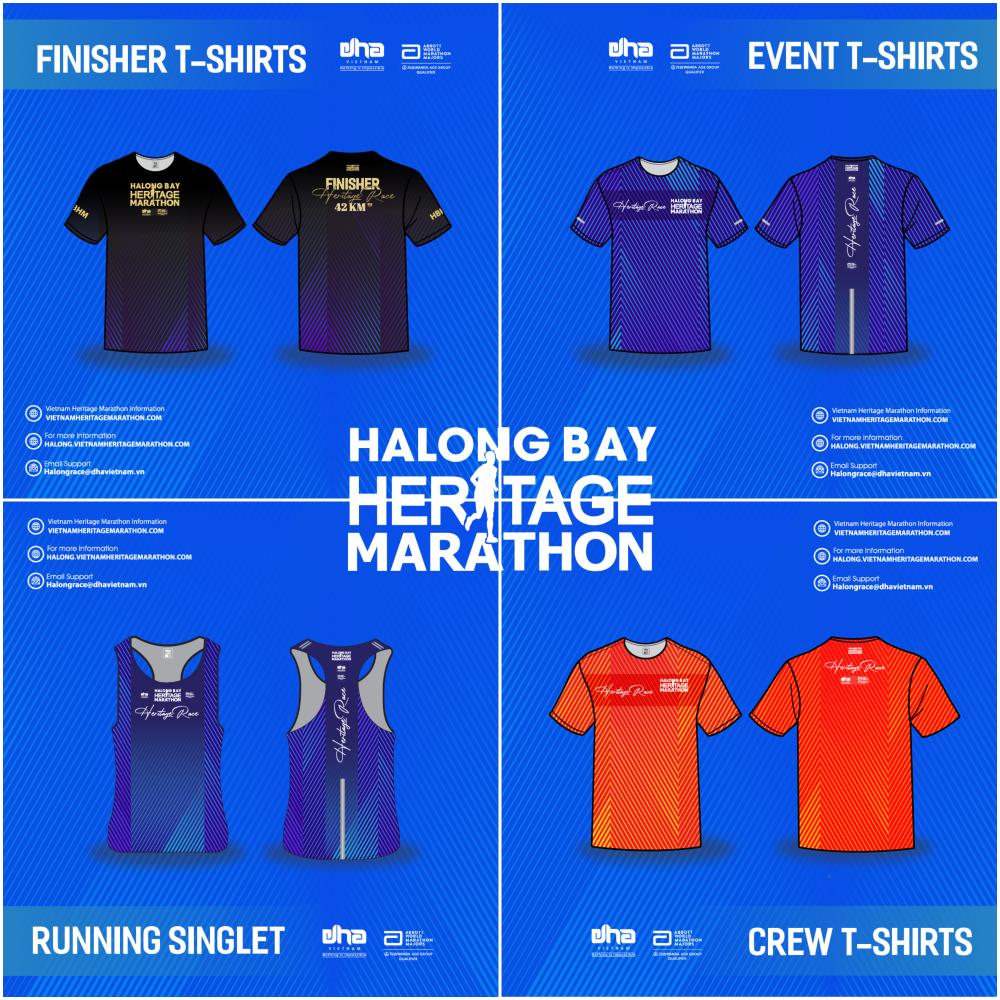 FINISHER T-SHIRTS
dha
VIETNAM
Nothing is Impossible
ABBOTT
WORLD
MARATHON
MAJORS
WANDA AGE GROUP
QUALIFIER
HALONG BAY
HERITAGE
MARATHON
dha
HBM
FINISHER
Heritage Race
42 KM
Vietnam Heritage Marathon Information
VIETNAMHERITAGEMARATHON.COM
For more information
HALONG.VIETNAMHERITAGEMARATHON.COM
Email Support
Halongrace@dhavietnam.vn
dha
VIETNAM
Nothing is Impossible
ABBOTT
WORLD
MARATHON
MAJORS
WANDA AGE GROUP
QUALIFIER
EVENT T-SHIRTS
Heritage Race
HALONG BAY
HERITAGE
MARATHON
Heritage Race
Vietnam Heritage Marathon Information
VIETNAMHERITAGEMARATHON.COM
For more information
HALONG.VIETNAMHERITAGEMARATHON.COM
Email Support
Halongrace@dhavietnam.vn
HALONG BAY
HERITAGE
MARATHON
Vietnam Heritage Marathon Information
VIETNAMHERITAGEMARATHON.COM
For more information
HALONG.VIETNAMHERITAGEMARATHON.COM
Email Support
Halongrace@dhavietnam.vn
HALONG BAY
HERITAGE
MARATHON
Heritage Race
dha
Heritage Race
RUNNING SINGLET
dha
VIETNAM
Nothing is Impossible
ABBOTT
WORLD
MARATHON
MAJORS
WANDA AGE GROUP
QUALIFIER
Vietnam Heritage Marathon Information
VIETNAMHERITAGEMARATHON.COM
For more information
HALONG.VIETNAMHERITAGEMARATHON.COM
Email Support
Halongrace@dhavietnam.vn
Heritage Race
HALONG BAY
HERITAGE
MARATHON
Heritage Race
dha
dha
VIETNAM
Nothing is Impossible
ABBOTT
WORLD
MARATHON
MAJORS
WANDA AGE GROUP
QUALIFIER
CREW T-SHIRTS